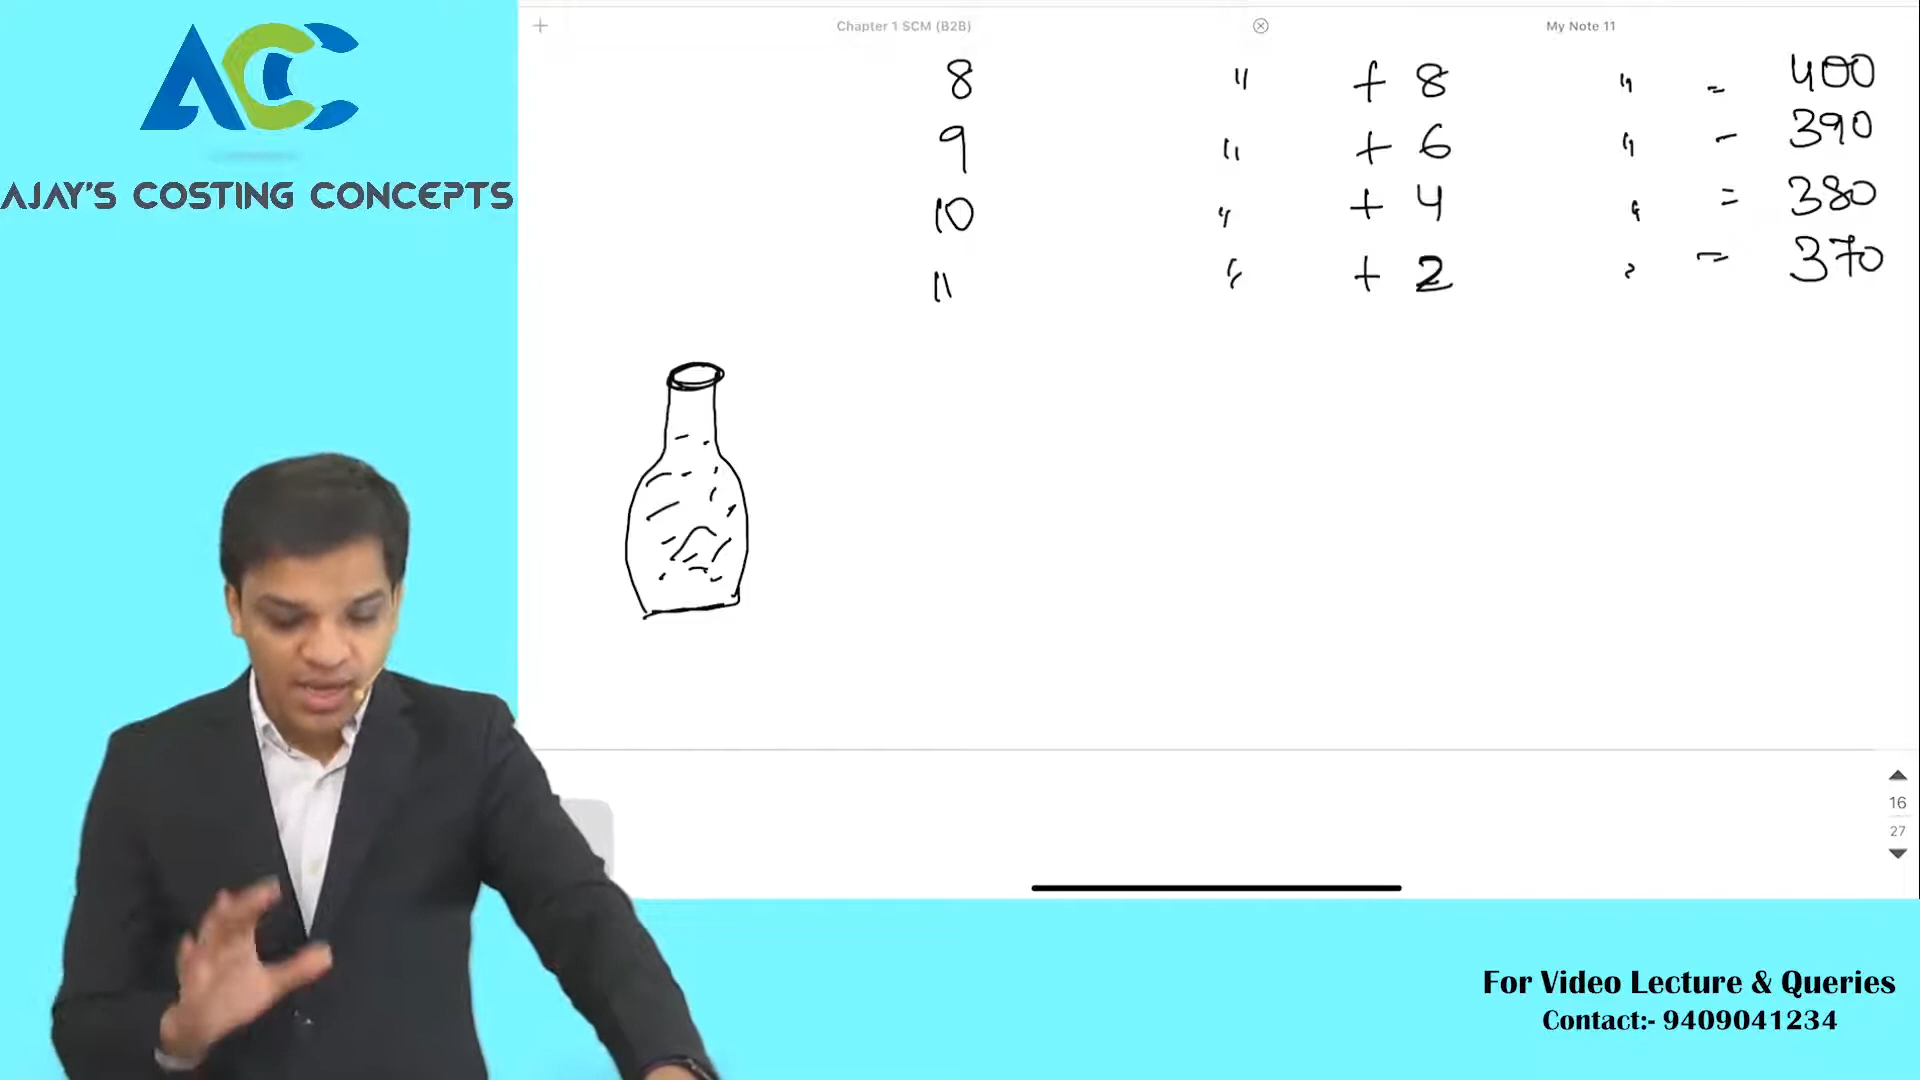 ACC
AJAY'S COSTING CONCEPTS
+ Chapter 1 SCM (B2B) My Note 11
8 " + 8 " = 400
9 " + 6 " = 390
10 " + 4 " = 380
11 " + 2 " = 370
16
27
For Video Lecture & Queries
Contact:- 9409041234